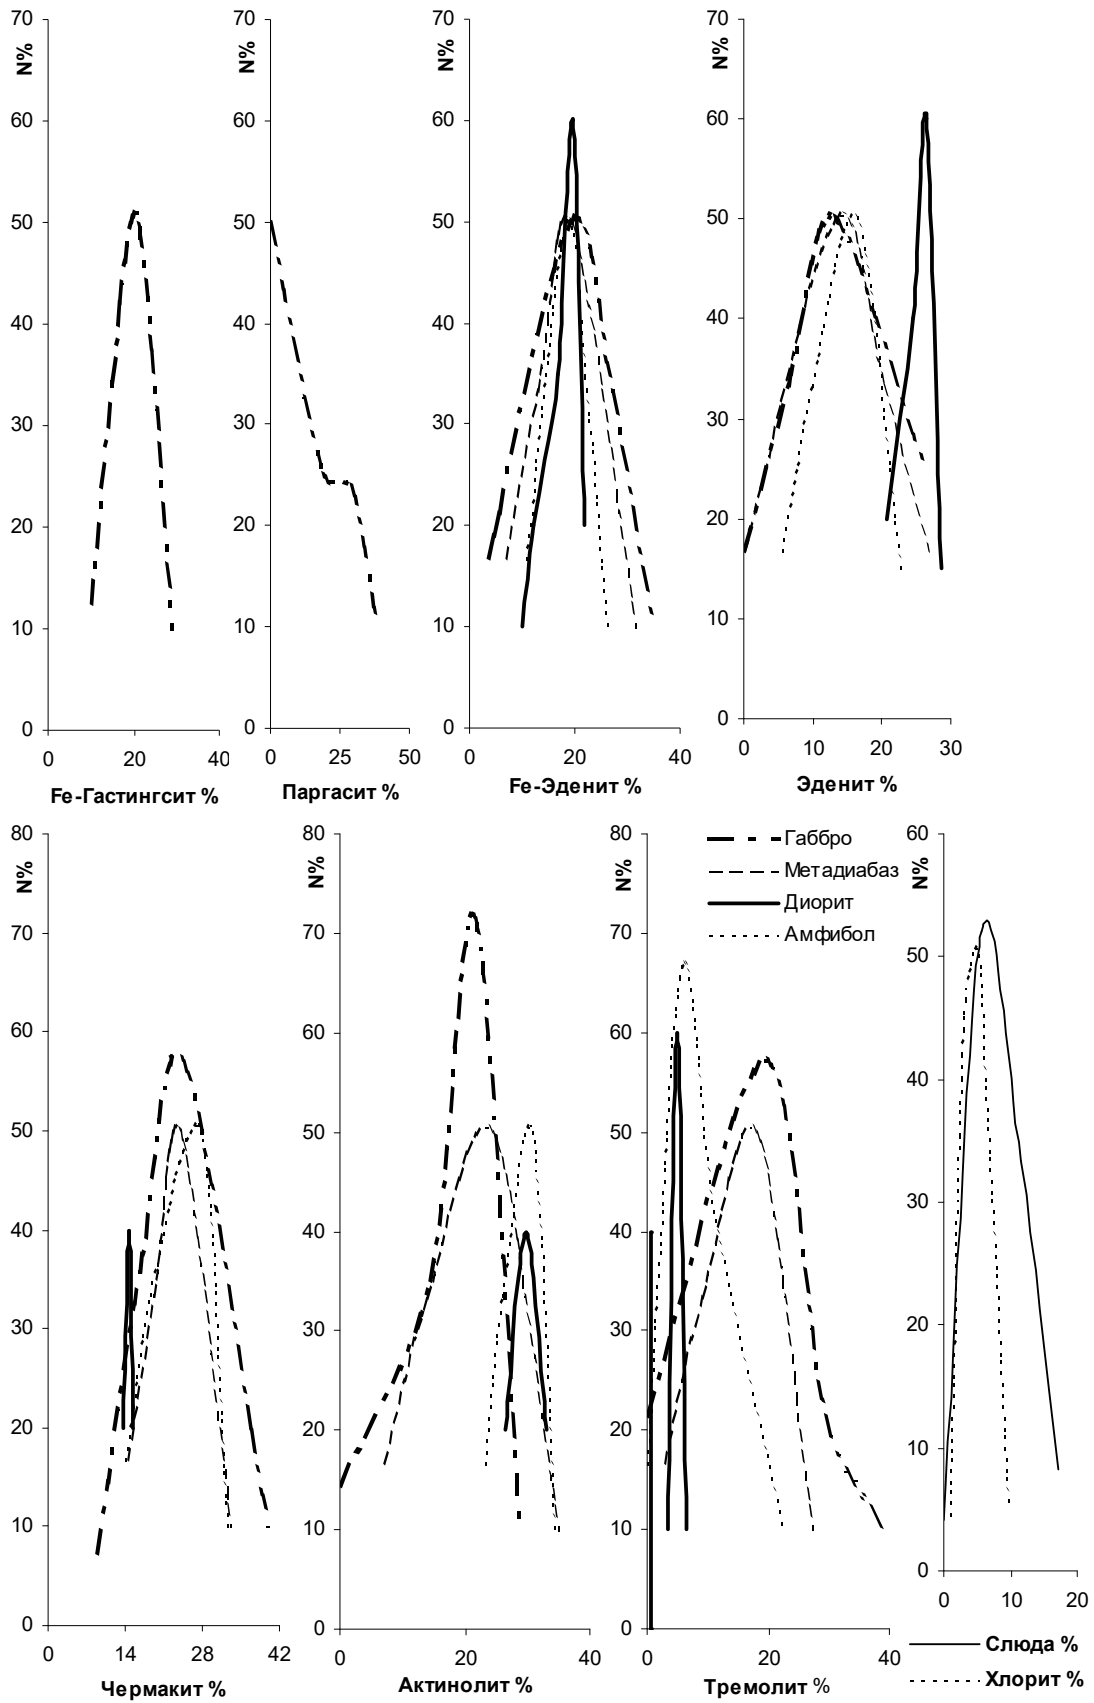 70
60
50
40
30
20
10
0
N%
0 20 40
Fe-Гастингсит %
70
60
50
40
30
20
10
0
N%
0 25 50
Паргасит %
70
60
50
40
30
20
10
0
N%
0 20 40
Fe-Эденит %
70
60
50
40
30
20
10
0
N%
0 10 20 30
Эденит %
80
70
60
50
40
30
20
10
0
N%
0 14 28 42
Чермакит %
80
70
60
50
40
30
20
10
0
N%
0 20 40
Актинолит %
80
70
60
50
40
30
20
10
0
N%
0 20 40
Тремолит %
Габбро
Метадиабаз
Диорит
Амфибол
60
50
40
30
20
10
0
N%
0 10 20
Слюда %
Хлорит %